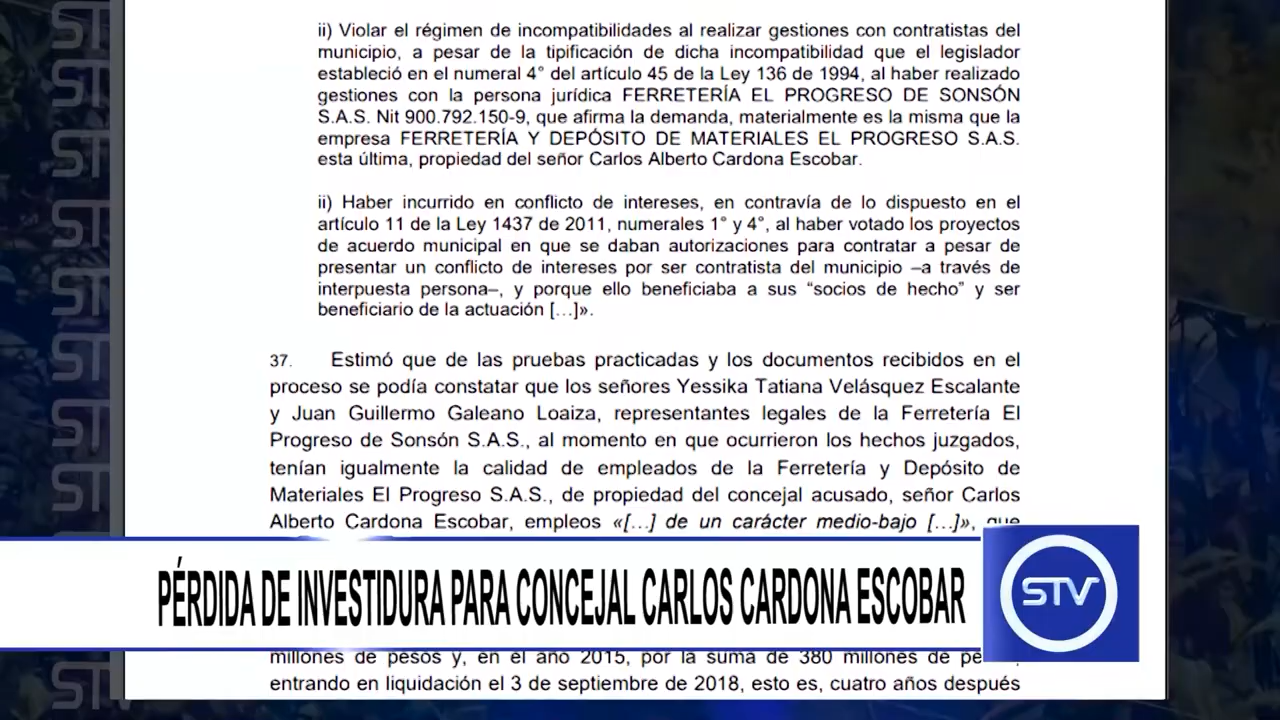 ii) Violar el régimen de incompatibilidades al realizar gestiones con contratistas del
municipio, a pesar de la tipificación de dicha incompatibilidad que el legislador
estableció en el numeral 4° del artículo 45 de la Ley 136 de 1994, al haber realizado
gestiones con la persona jurídica FERRETERÍA EL PROGRESO DE SONSÓN
S.A.S. Nit 900.792.150-9, que afirma la demanda, materialmente es la misma que la
empresa FERRETERÍA Y DEPÓSITO DE MATERIALES EL PROGRESO S.A.S.
esta última, propiedad del señor Carlos Alberto Cardona Escobar.
ii) Haber incurrido en conflicto de intereses, en contravía de lo dispuesto en el
artículo 11 de la Ley 1437 de 2011, numerales 1° y 4°, al haber votado los proyectos
de acuerdo municipal en que se daban autorizaciones para contratar a pesar de
presentar un conflicto de intereses por ser contratista del municipio –a través de
interpuesta persona–, y porque ello beneficiaba a sus “socios de hecho” y ser
beneficiario de la actuación […]».
37. Estimó que de las pruebas practicadas y los documentos recibidos en el
proceso se podía constatar que los señores Yessika Tatiana Velásquez Escalante
y Juan Guillermo Galeano Loaiza, representantes legales de la Ferretería El
Progreso de Sonsón S.A.S., al momento en que ocurrieron los hechos juzgados,
tenían igualmente la calidad de empleados de la Ferretería y Depósito de
Materiales El Progreso S.A.S., de propiedad del concejal acusado, señor Carlos
Alberto Cardona Escobar, empleos «[…] de un carácter medio-bajo […]», que
PÉRDIDA DE INVESTIDURA PARA CONCEJAL CARLOS CARDONA ESCOBAR
STV
millones de pesos y, en el año 2015, por la suma de 380 millones de
entrando en liquidación el 3 de septiembre de 2018, esto es, cuatro años después